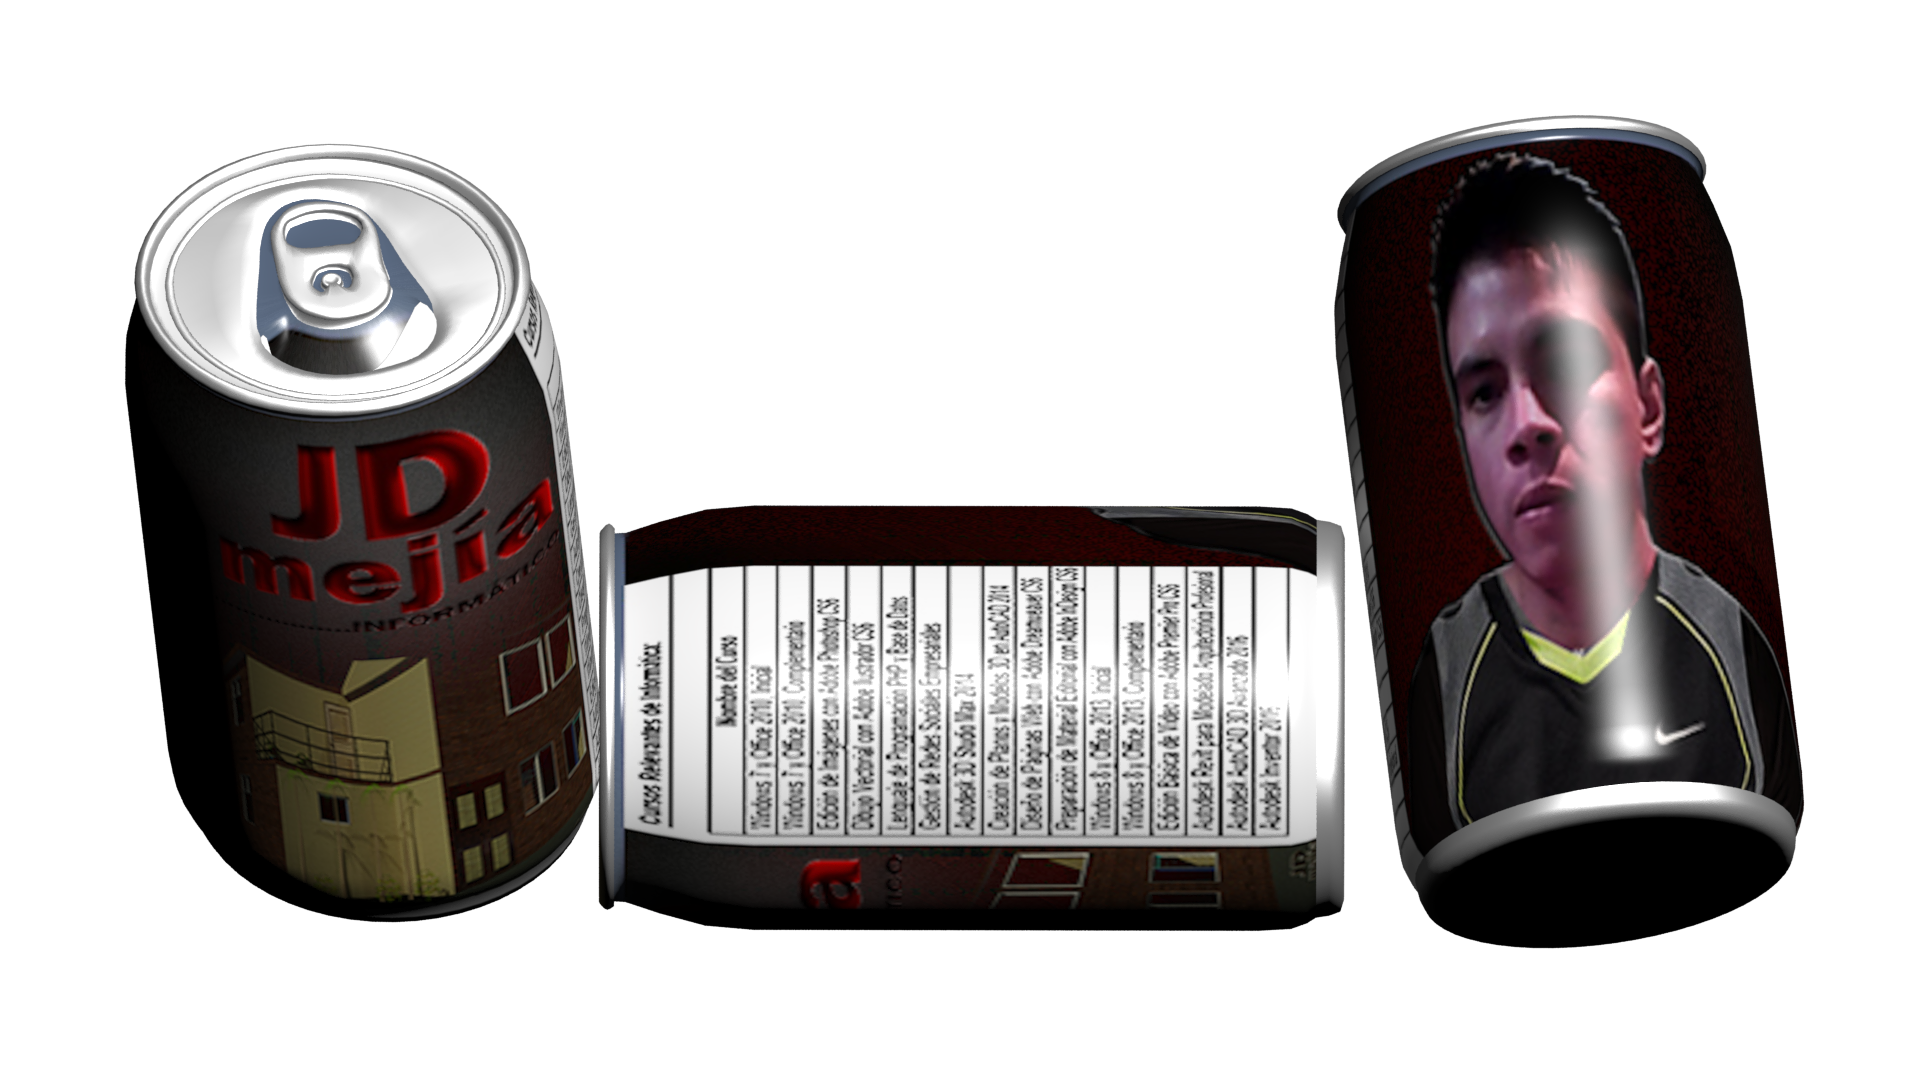 JD
mejía
INFORMÁTICO
Cursos Relevantes de Informática.
Nombre del Curso
Windows 7 y Office 2010, Inicial
Windows 7 y Office 2010, Complementario
Edición de Imágenes con Adobe Photoshop CS6
Dibujo Vectorial con Adobe Ilustrador CS6
Lenguaje de Programación PHP y Base de Datos
Gestión de Redes Sociales Empresariales
Autodesk 3D Studio Max 2014
Creación de Planos y Modelos 3D en AutoCAD 2014
Diseño de Páginas Web con Adobe Dreamweaver CS6
Preparación de Material Editorial con Adobe InDesign CS6
Windows 8 y Office 2013, Inicial
Windows 8 y Office 2013, Complementario
Edición Básica de Video con Adobe Premier Pro CS6
Autodesk Revit para Modelado Arquitectónico Profesional
Autodesk AutoCAD 3D Avanzado 2016
Autodesk Inventor 2015
a
TICO